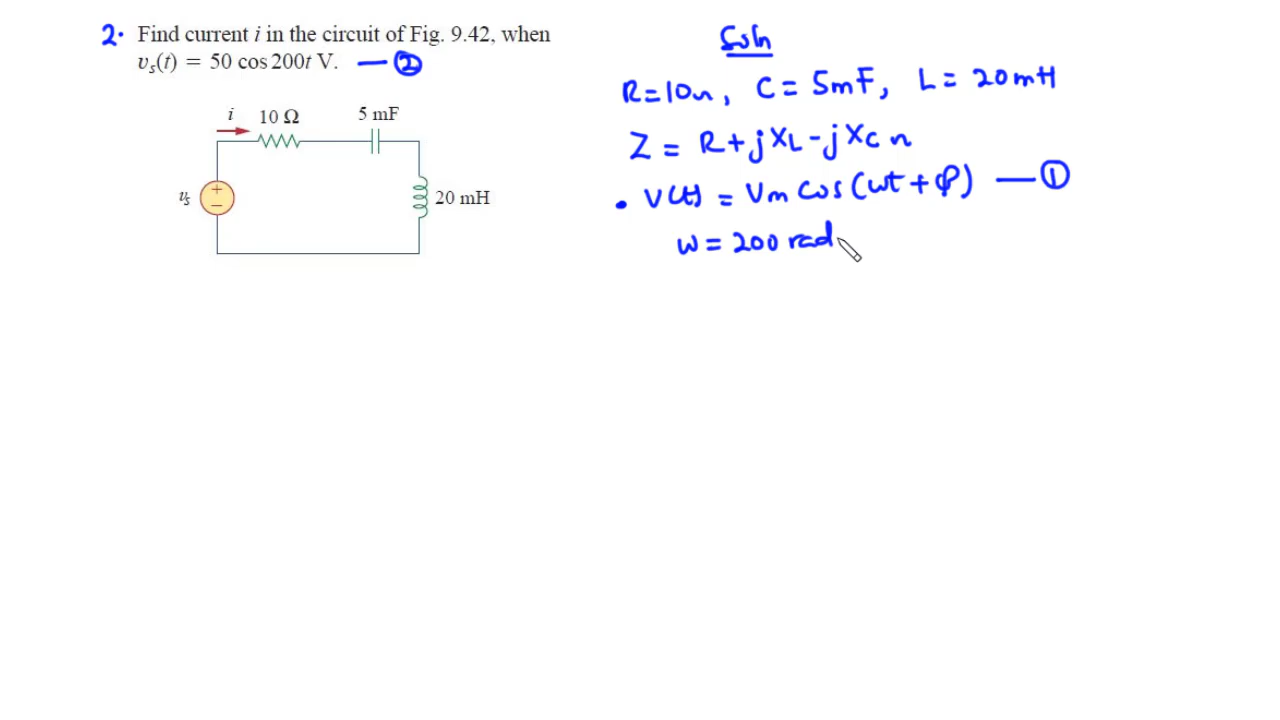 2. Find current i in the circuit of Fig. 9.42, when
vs(t) = 50 cos 200t V. — ②
i 10 Ω 5 mF
vs + − 20 mH
Soln
R=10Ω, C = 5mF, L = 20mH
Z = R+jXL-jXC Ω
• V(t) = Vm Cos(ωt + φ) — ①
ω = 200 rad